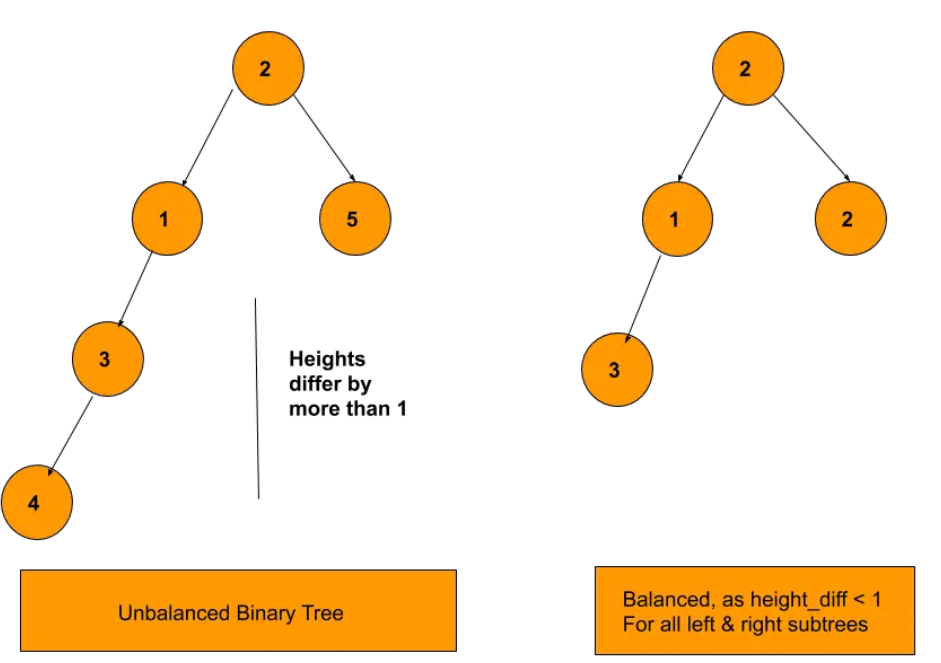 2
2
1
5
1
2
3
Heights
differ by
more than 1
3
4
Unbalanced Binary Tree
Balanced, as height_diff < 1
For all left & right subtrees